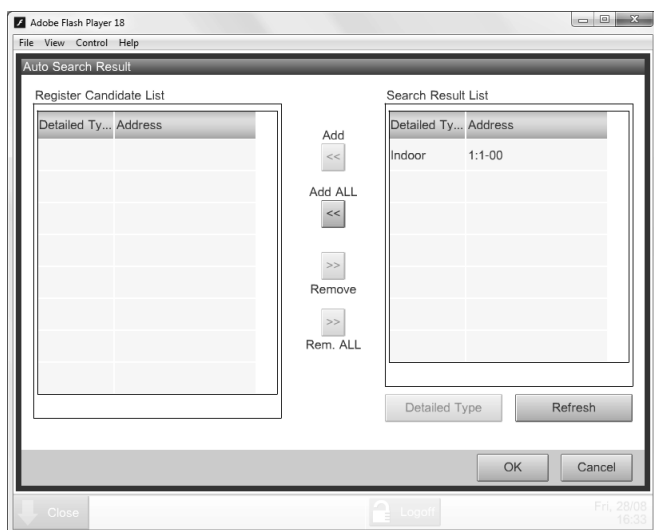 Adobe Flash Player 18
File View Control Help
Auto Search Result
Register Candidate List
Detailed Ty... Address
Add
<<
Add ALL
<<
>>
Remove
>>
Rem. ALL
Search Result List
Detailed Ty... Address
Indoor 1:1-00
Detailed Type Refresh
OK Cancel
Close Logoff Fri, 28/08
16:33